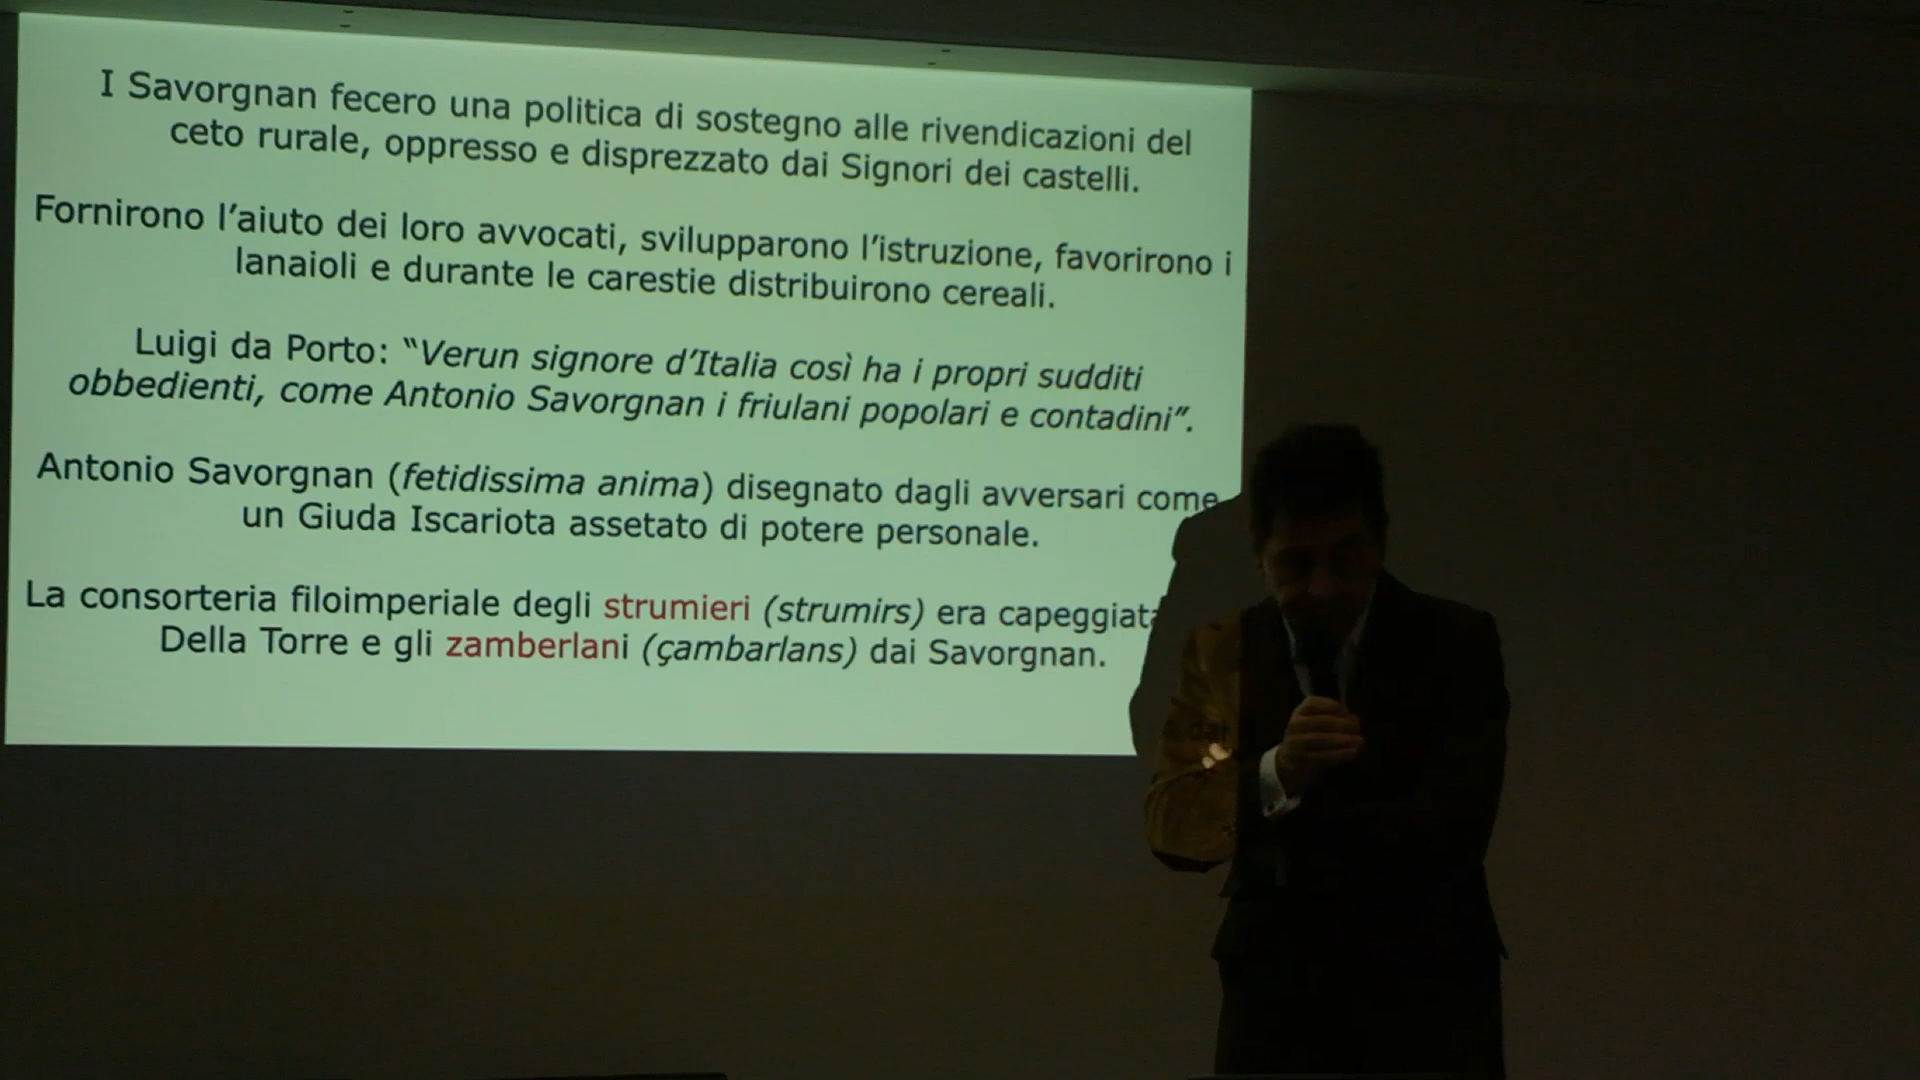 I Savorgnan fecero una politica di sostegno alle rivendicazioni del
ceto rurale, oppresso e disprezzato dai Signori dei castelli.
Fornirono l'aiuto dei loro avvocati, svilupparono l'istruzione, favorirono i
lanaioli e durante le carestie distribuirono cereali.
Luigi da Porto: “Verun signore d'Italia così ha i propri sudditi
obbedienti, come Antonio Savorgnan i friulani popolari e contadini”.
Antonio Savorgnan (fetidissima anima) disegnato dagli avversari come
un Giuda Iscariota assetato di potere personale.
La consorteria filoimperiale degli strumieri (strumirs) era capeggiata
Della Torre e gli zamberlani (çambarlans) dai Savorgnan.